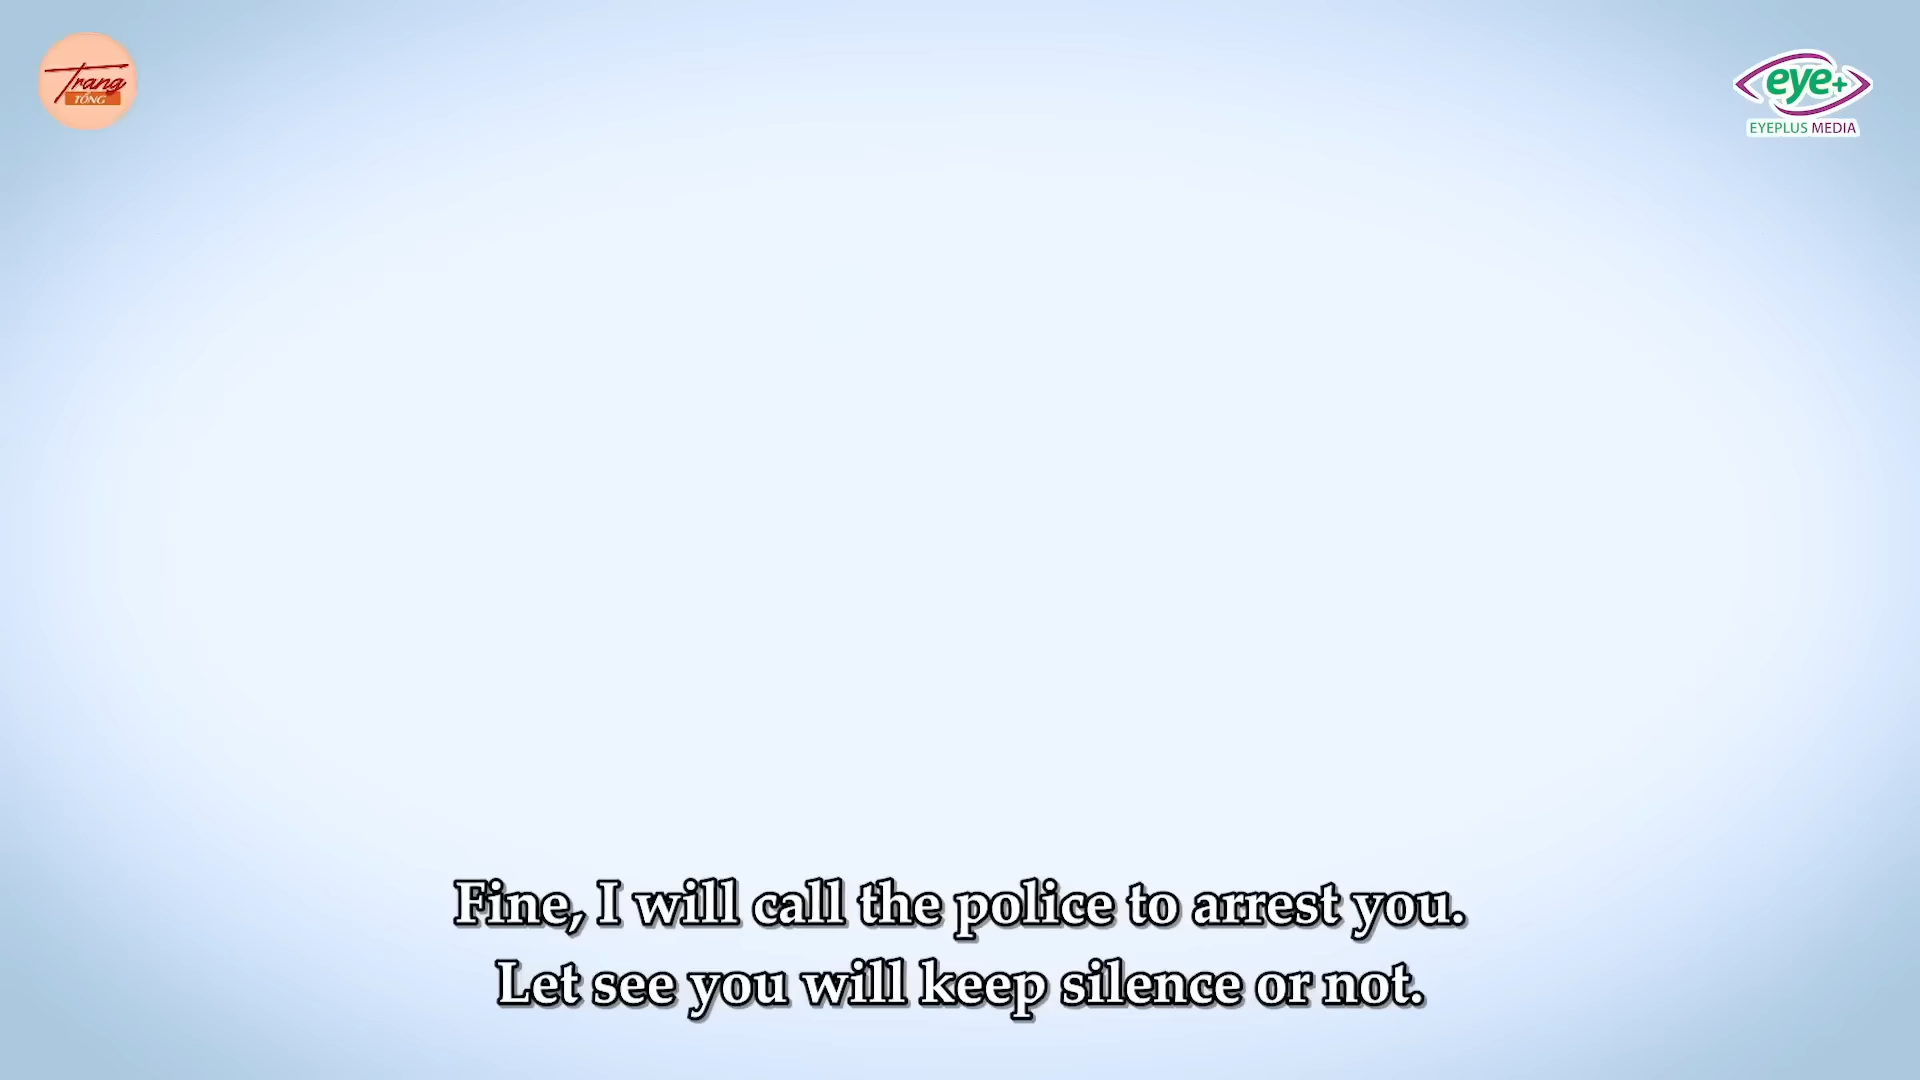 Trang
TỐNG
eye+
EYEPLUS MEDIA
Fine, I will call the police to arrest you.
Let see you will keep silence or not.